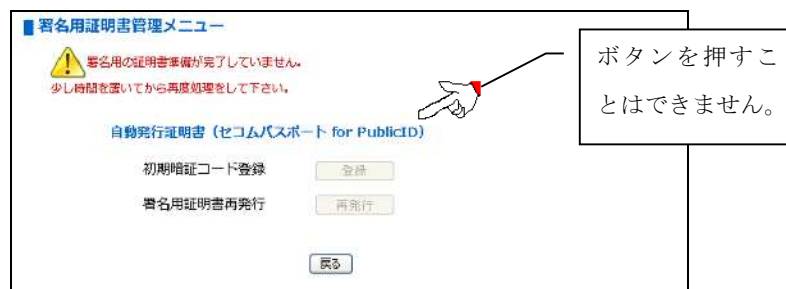 ■署名用証明書管理メニュー
署名用の証明書準備が完了していません。
少し時間を置いてから再度処理をして下さい。
ボタンを押すこ
とはできません。
自動発行証明書（セコムパスポート for PublicID）
初期暗証コード登録 登録
署名用証明書再発行 再発行
戻る